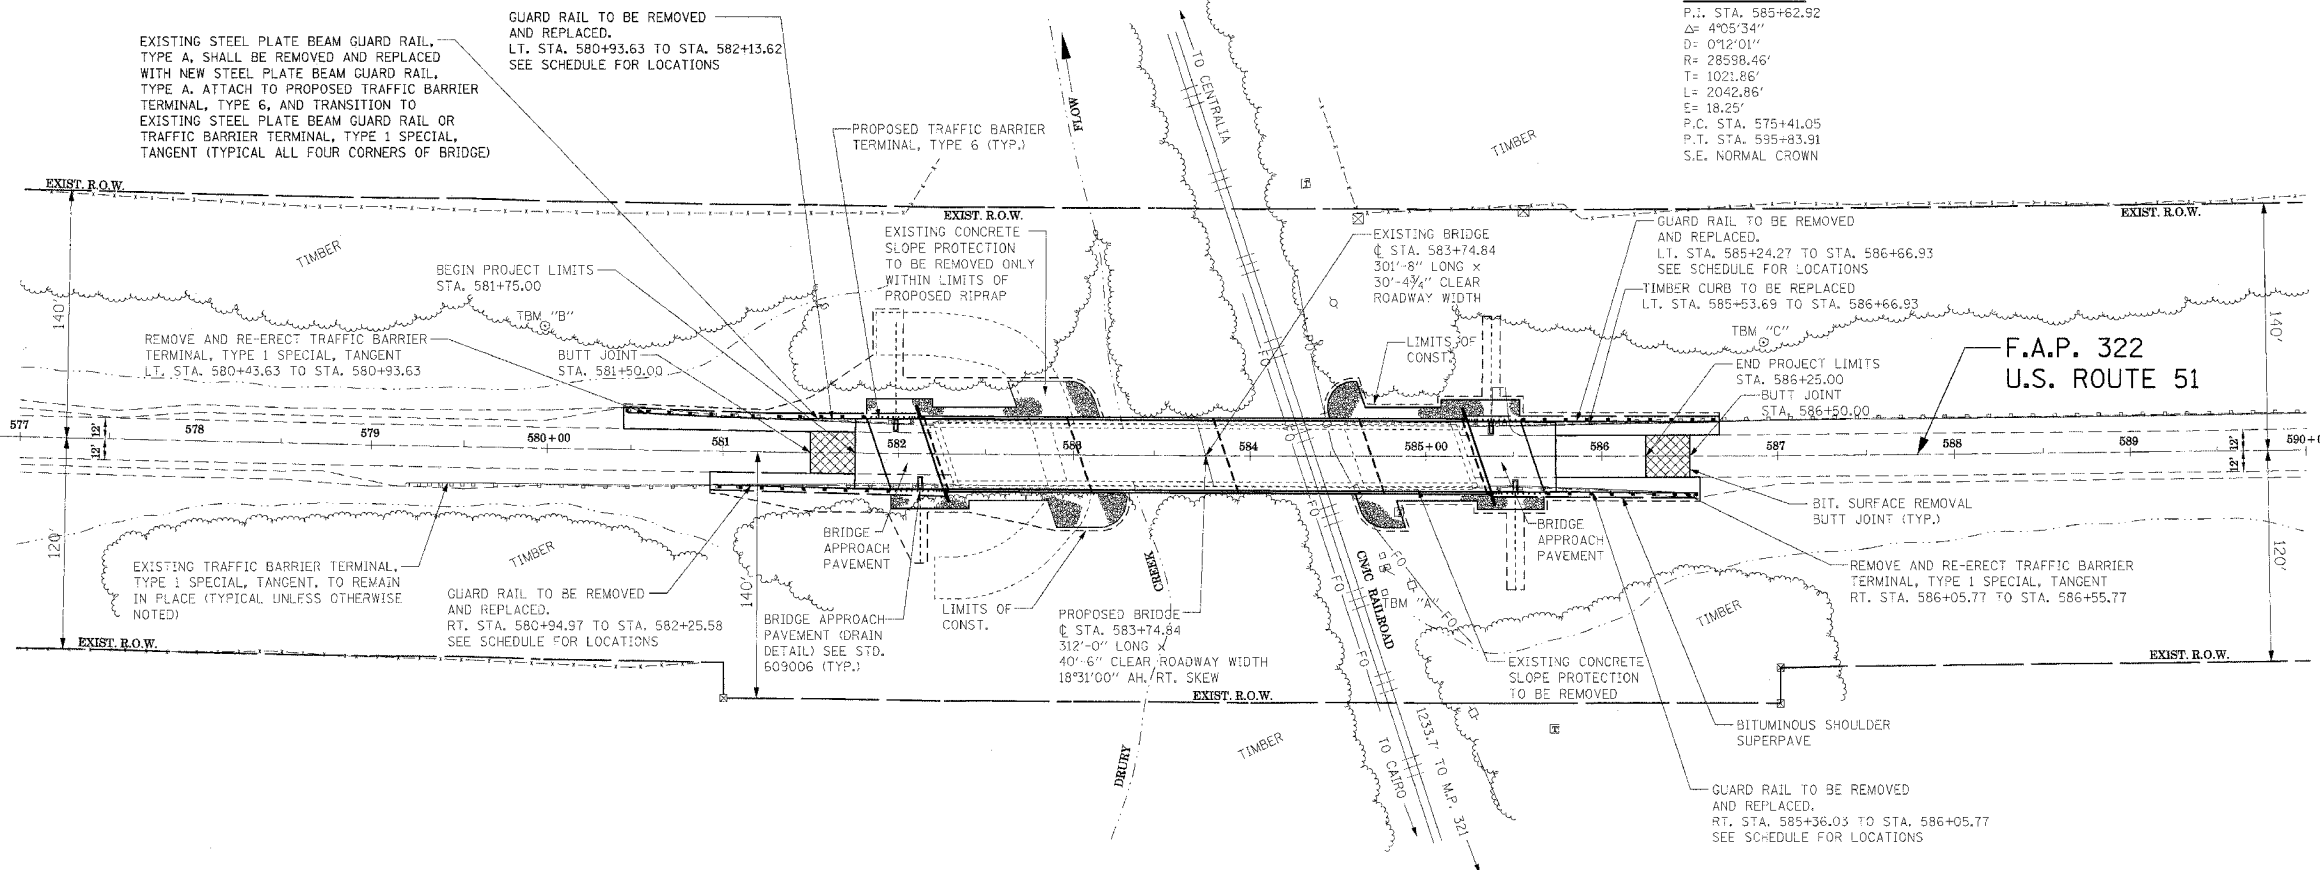 GUARD RAIL TO BE REMOVED
AND REPLACED.
LT. STA. 580+93.63 TO STA. 582+13.62
SEE SCHEDULE FOR LOCATIONS
EXISTING STEEL PLATE BEAM GUARD RAIL,
TYPE A, SHALL BE REMOVED AND REPLACED
WITH NEW STEEL PLATE BEAM GUARD RAIL,
TYPE A. ATTACH TO PROPOSED TRAFFIC BARRIER
TERMINAL, TYPE 6, AND TRANSITION TO
EXISTING STEEL PLATE BEAM GUARD RAIL OR
TRAFFIC BARRIER TERMINAL, TYPE 1 SPECIAL,
TANGENT (TYPICAL ALL FOUR CORNERS OF BRIDGE)
P.I. STA. 585+62.92
Δ= 4°05'34"
D= 0°12'01"
R= 28598.46'
T= 1021.86'
L= 2042.86'
E= 18.25'
P.C. STA. 575+41.05
P.T. STA. 595+83.91
S.E. NORMAL CROWN
PROPOSED TRAFFIC BARRIER
TERMINAL, TYPE 6 (TYP.)
FLOW
TO CENTRALIA
TIMBER
EXIST. R.O.W.
EXIST. R.O.W.
EXIST. R.O.W.
TIMBER
140'
BEGIN PROJECT LIMITS
STA. 581+75.00
TBM "B"
REMOVE AND RE-ERECT TRAFFIC BARRIER
TERMINAL, TYPE 1 SPECIAL, TANGENT
LT. STA. 580+43.63 TO STA. 580+93.63
BUTT JOINT
STA. 581+50.00
EXISTING CONCRETE
SLOPE PROTECTION
TO BE REMOVED ONLY
WITHIN LIMITS OF
PROPOSED RIPRAP
EXISTING BRIDGE
℄ STA. 583+74.84
301'-8" LONG x
30'-4¾" CLEAR
ROADWAY WIDTH
LIMITS OF
CONST.
GUARD RAIL TO BE REMOVED
AND REPLACED.
LT. STA. 585+24.27 TO STA. 586+66.93
SEE SCHEDULE FOR LOCATIONS
TIMBER CURB TO BE REPLACED
LT. STA. 585+53.69 TO STA. 586+66.93
TBM "C"
END PROJECT LIMITS
STA. 586+25.00
BUTT JOINT
STA. 586+50.00
F.A.P. 322
U.S. ROUTE 51
140'
577 578 579 580+00 581 582 583 584 585+00 586 587 588 589 590+0
12'
12'
12'
12'
FO FO FO FO FO FO FO FO
120'
TIMBER
EXISTING TRAFFIC BARRIER TERMINAL,
TYPE 1 SPECIAL, TANGENT, TO REMAIN
IN PLACE (TYPICAL UNLESS OTHERWISE
NOTED)
GUARD RAIL TO BE REMOVED
AND REPLACED.
RT. STA. 580+94.97 TO STA. 582+25.58
SEE SCHEDULE FOR LOCATIONS
140'
BRIDGE
APPROACH
PAVEMENT
BRIDGE APPROACH
PAVEMENT (DRAIN
DETAIL) SEE STD.
609006 (TYP.)
LIMITS OF
CONST.
CREEK
PROPOSED BRIDGE
℄ STA. 583+74.84
312'-0" LONG x
40'-6" CLEAR ROADWAY WIDTH
18°31'00" AH. RT. SKEW
CN/IC RAILROAD
TBM "A"
BRIDGE
APPROACH
PAVEMENT
BIT. SURFACE REMOVAL
BUTT JOINT (TYP.)
REMOVE AND RE-ERECT TRAFFIC BARRIER
TERMINAL, TYPE 1 SPECIAL, TANGENT
RT. STA. 586+05.77 TO STA. 586+55.77
120'
TIMBER
EXISTING CONCRETE
SLOPE PROTECTION
TO BE REMOVED
EXIST. R.O.W.
EXIST. R.O.W.
EXIST. R.O.W.
DRURY
TIMBER
TO CAIRO
1233.7' TO M.P. 321
BITUMINOUS SHOULDER
SUPERPAVE
GUARD RAIL TO BE REMOVED
AND REPLACED.
RT. STA. 585+36.03 TO STA. 586+05.77
SEE SCHEDULE FOR LOCATIONS